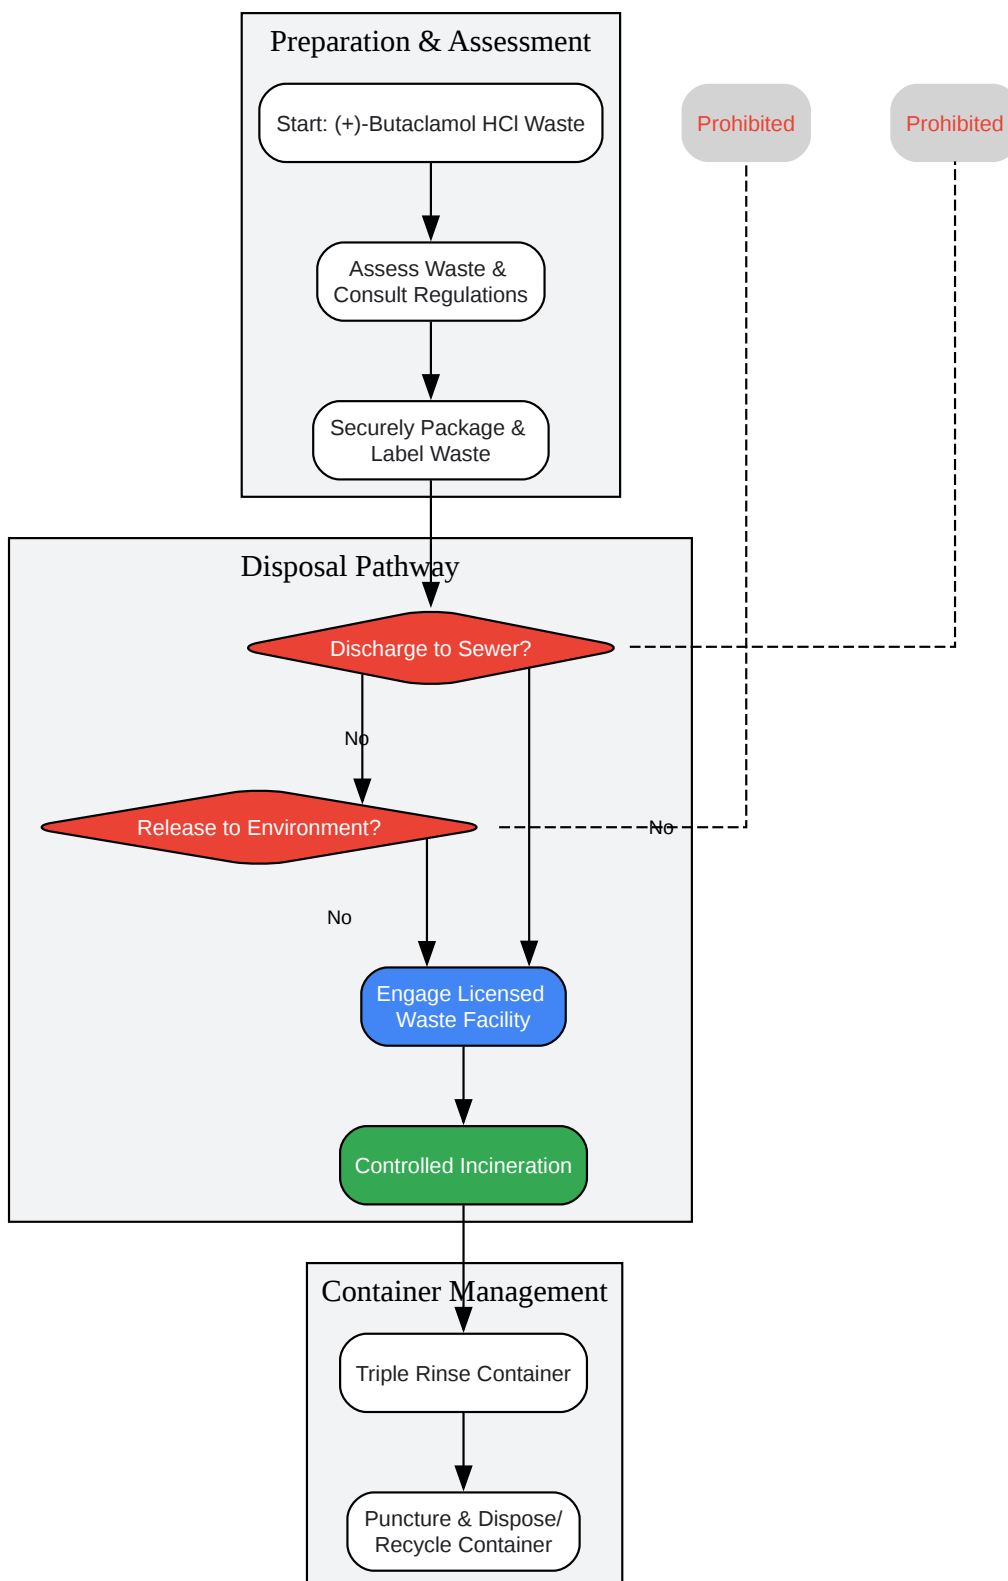 Preparation & Assessment
Start: (+)-Butaclamol HCl Waste
Prohibited
Prohibited
Assess Waste &
Consult Regulations
Securely Package &
Label Waste
Disposal Pathway
Discharge to Sewer?
No
Release to Environment?
No
No
Engage Licensed
Waste Facility
Controlled Incineration
Container Management
Triple Rinse Container
Puncture & Dispose/
Recycle Container